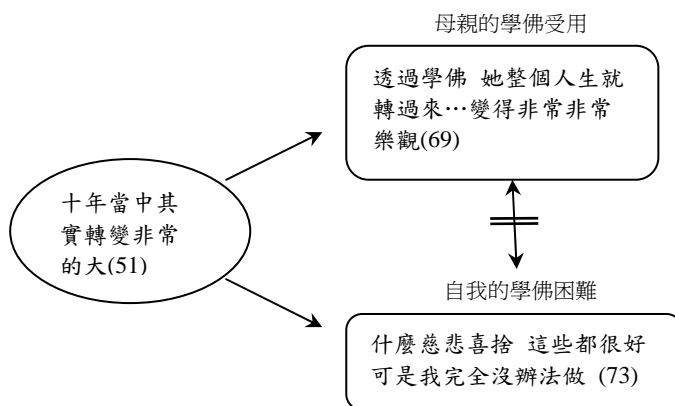 母親的學佛受用
透過學佛 她整個人生就
轉過來…變得非常非常
樂觀(69)
十年當中其
實轉變非常
的大(51)
自我的學佛困難
什麼慈悲喜捨 這些都很好
可是我完全沒辦法做 (73)